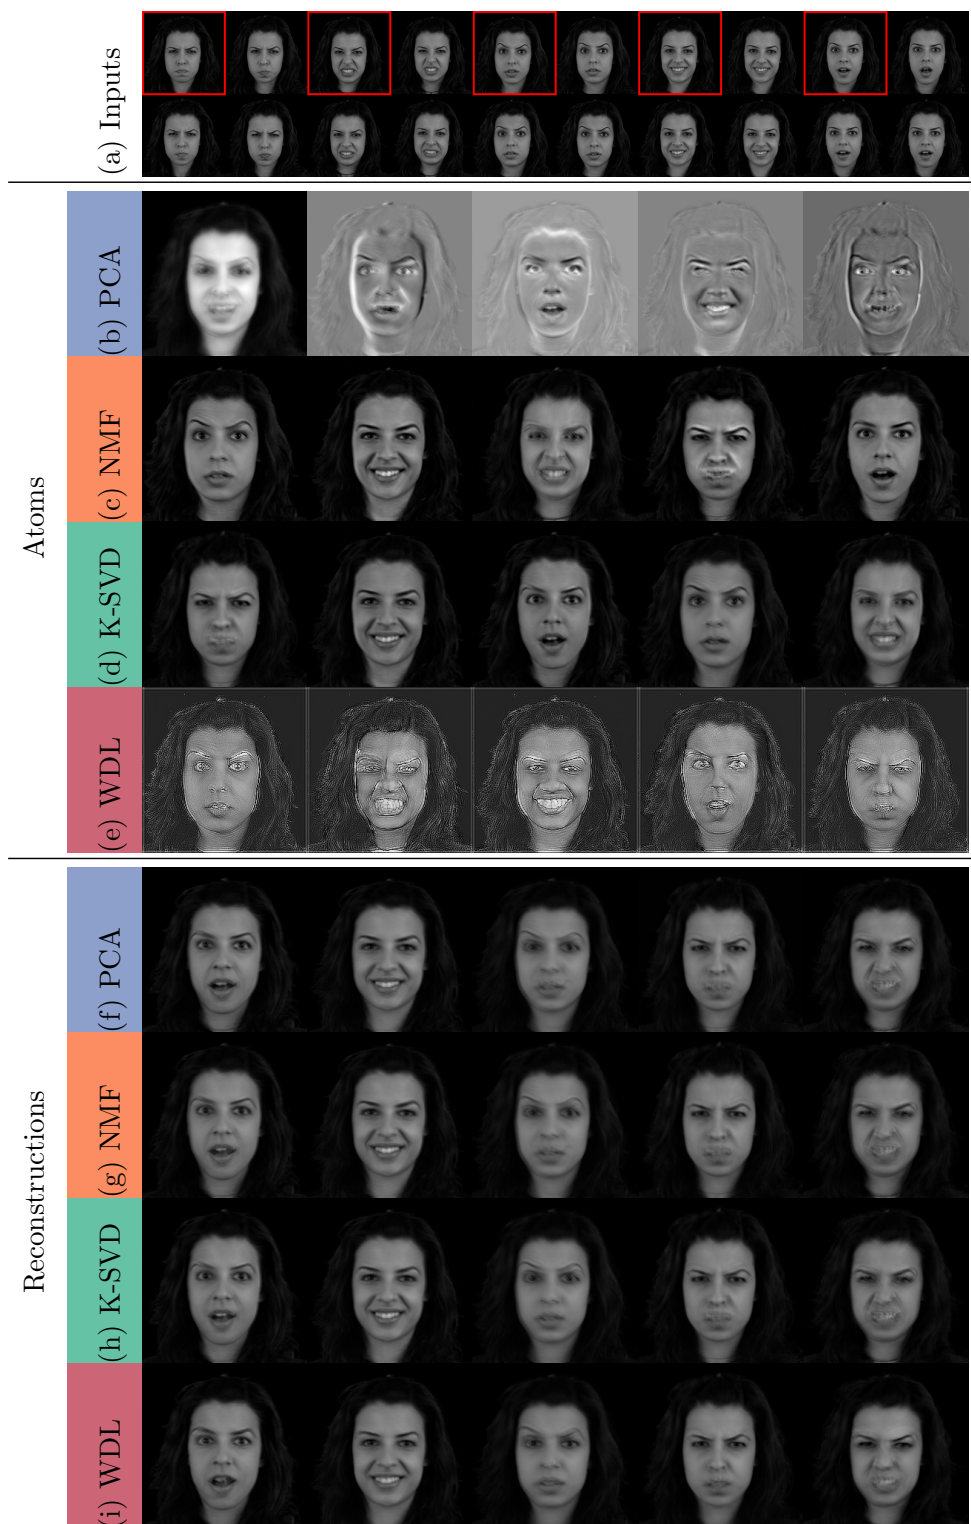 (a) Inputs
Atoms
(b) PCA
(c) NMF
(d) K-SVD
(e) WDL
Reconstructions
(f) PCA
(g) NMF
(h) K-SVD
(i) WDL